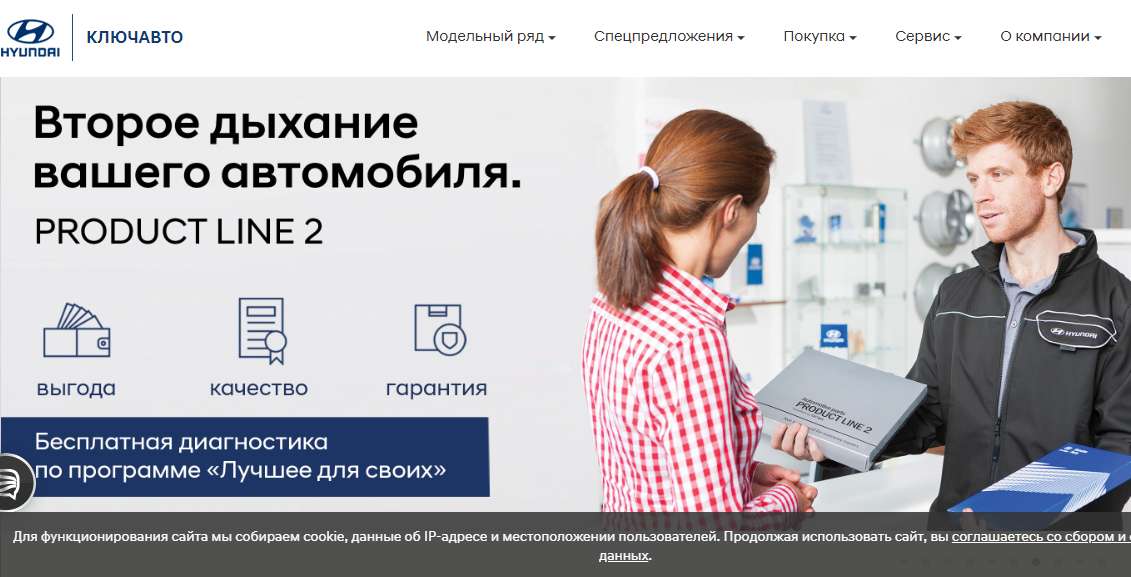 HYUNDAI
КЛЮЧАВТО
Модельный ряд
Спецпредложения
Покупка
Сервис
О компании
Второе дыхание
вашего автомобиля.
PRODUCT LINE 2
выгода
качество
гарантия
Бесплатная диагностика
по программе «Лучшее для своих»
HYUNDAI
Automotive parts
PRODUCT LINE 2
Для функционирования сайта мы собираем cookie, данные об IP-адресе и местоположении пользователей. Продолжая использовать сайт, вы соглашаетесь со сбором и
данных.